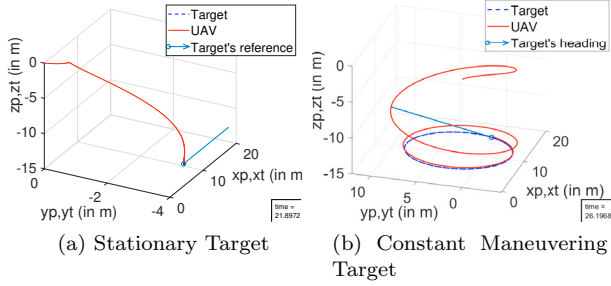 Target
UAV
Target's reference
0
-5
-10
-15
zp,zt (in m)
0
-2
-4
yp,yt (in m)
0
10
20
xp,xt (in m)
time =
21.8972
(a) Stationary Target
Target
UAV
Target's heading
0
-5
-10
-15
zp,zt (in m)
10
5
0
yp,yt (in m)
0
10
20
xp,xt (in m)
time =
26.1968
(b) Constant Maneuvering
Target